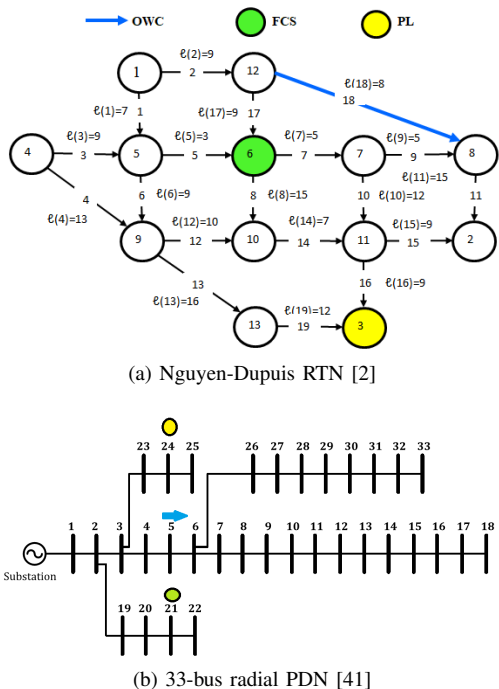 OWC FCS PL
ℓ(2)=9
1 2 12
ℓ(18)=8
18
ℓ(1)=7 1
ℓ(17)=9 17
ℓ(3)=9 ℓ(5)=3 ℓ(7)=5 ℓ(9)=5
4 3 5 5 6 7 7 9 8
ℓ(11)=15
4 6 ℓ(6)=9 8 ℓ(8)=15 10 ℓ(10)=12 11
ℓ(4)=13
ℓ(12)=10 ℓ(14)=7 ℓ(15)=9
9 12 10 14 11 15 2
13
ℓ(13)=16
16 ℓ(16)=9
ℓ(19)=12
13 19 3
(a) Nguyen-Dupuis RTN [2]
23 24 25 26 27 28 29 30 31 32 33
1 2 3 4 5 6 7 8 9 10 11 12 13 14 15 16 17 18
Substation
19 20 21 22
(b) 33-bus radial PDN [41]